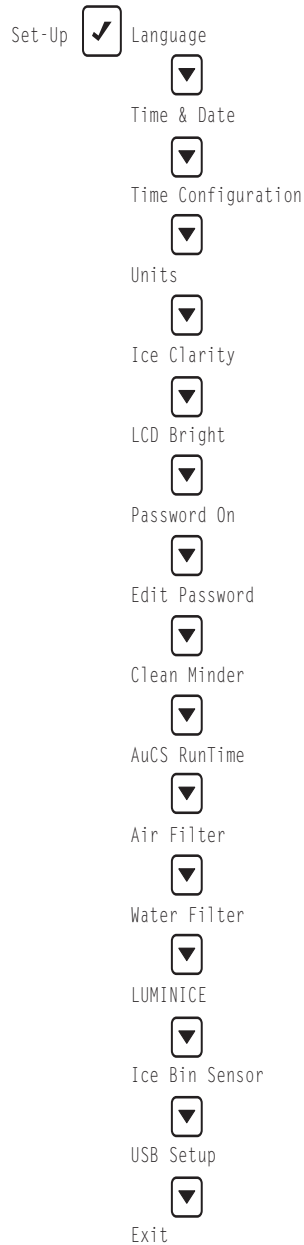 Set-Up Language
Time & Date
Time Configuration
Units
Ice Clarity
LCD Bright
Password On
Edit Password
Clean Minder
AuCS RunTime
Air Filter
Water Filter
LUMINICE
Ice Bin Sensor
USB Setup
Exit